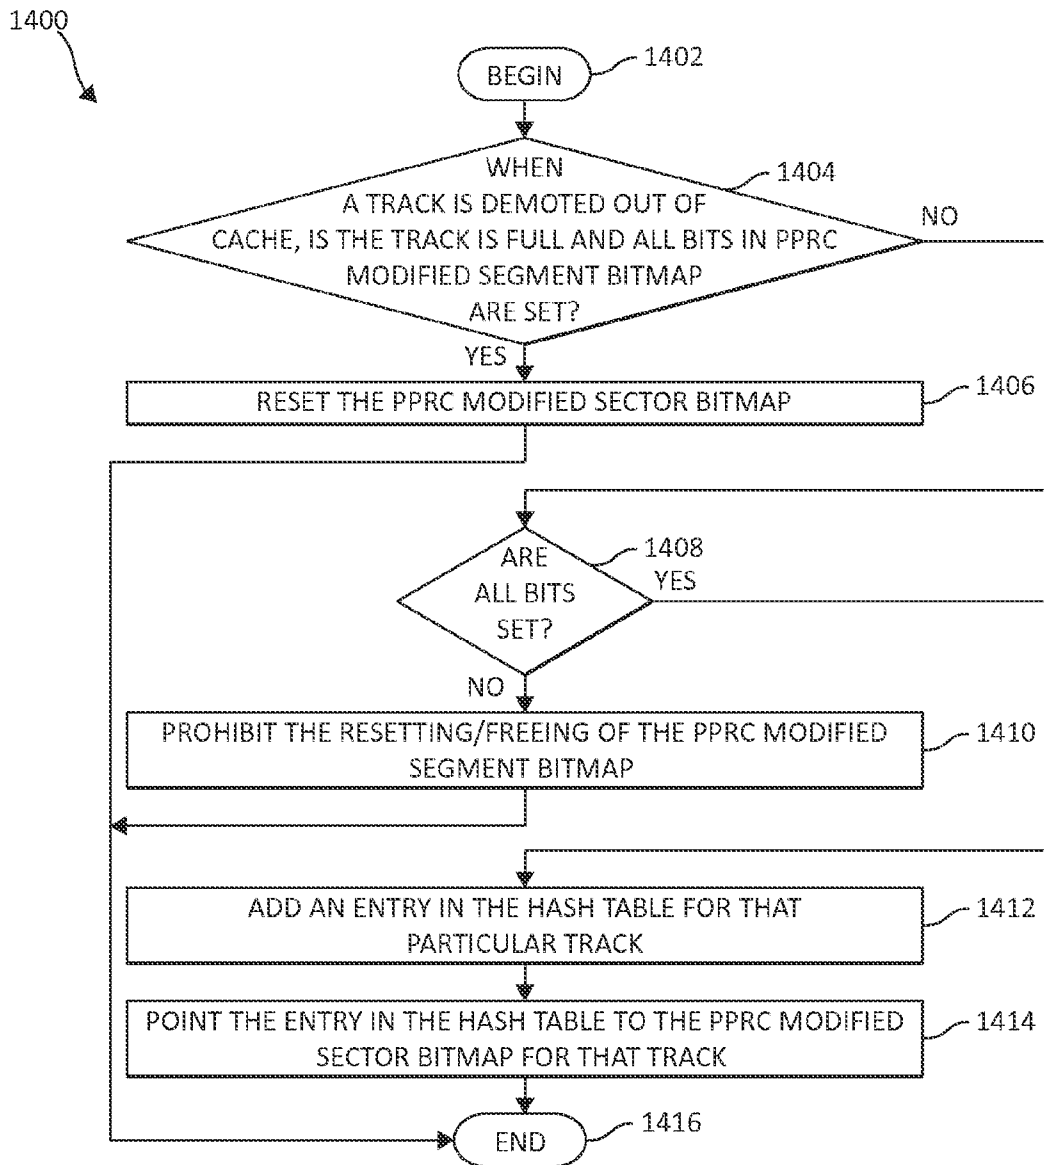 1400
BEGIN
1402
WHEN
A TRACK IS DEMOTED OUT OF
CACHE, IS THE TRACK IS FULL AND ALL BITS IN PPRC
MODIFIED SEGMENT BITMAP
ARE SET?
1404
NO
YES
RESET THE PPRC MODIFIED SECTOR BITMAP
1406
ARE
ALL BITS
SET?
1408
YES
NO
PROHIBIT THE RESETTING/FREEING OF THE PPRC MODIFIED
SEGMENT BITMAP
1410
ADD AN ENTRY IN THE HASH TABLE FOR THAT
PARTICULAR TRACK
1412
POINT THE ENTRY IN THE HASH TABLE TO THE PPRC MODIFIED
SECTOR BITMAP FOR THAT TRACK
1414
END
1416